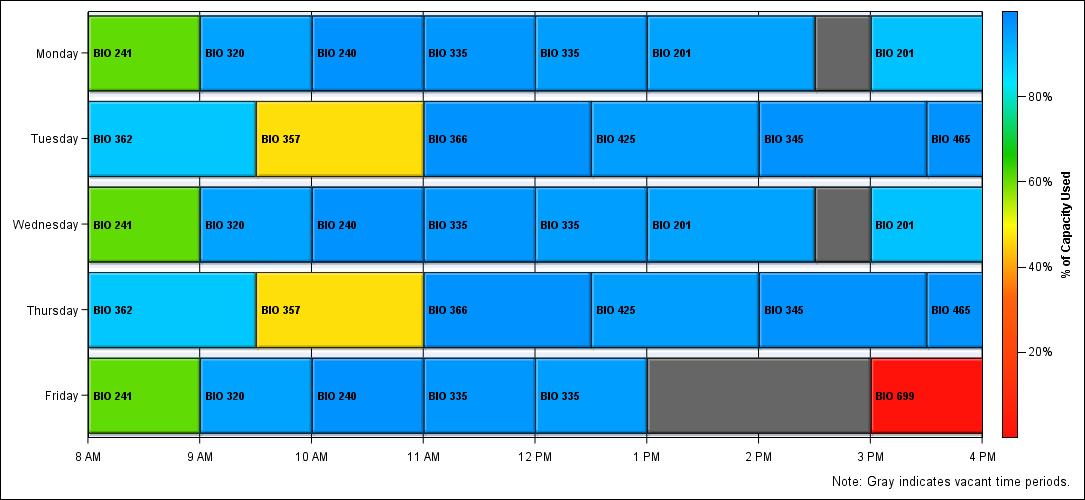 Monday BIO 241 BIO 320 BIO 240 BIO 335 BIO 335 BIO 201 BIO 201
80%
Tuesday BIO 362 BIO 357 BIO 366 BIO 425 BIO 345 BIO 465
60%
Wednesday BIO 241 BIO 320 BIO 240 BIO 335 BIO 335 BIO 201 BIO 201
% of Capacity Used
40%
Thursday BIO 362 BIO 357 BIO 366 BIO 425 BIO 345 BIO 465
20%
Friday BIO 241 BIO 320 BIO 240 BIO 335 BIO 335 BIO 699
8 AM 9 AM 10 AM 11 AM 12 PM 1 PM 2 PM 3 PM 4 PM
Note: Gray indicates vacant time periods.